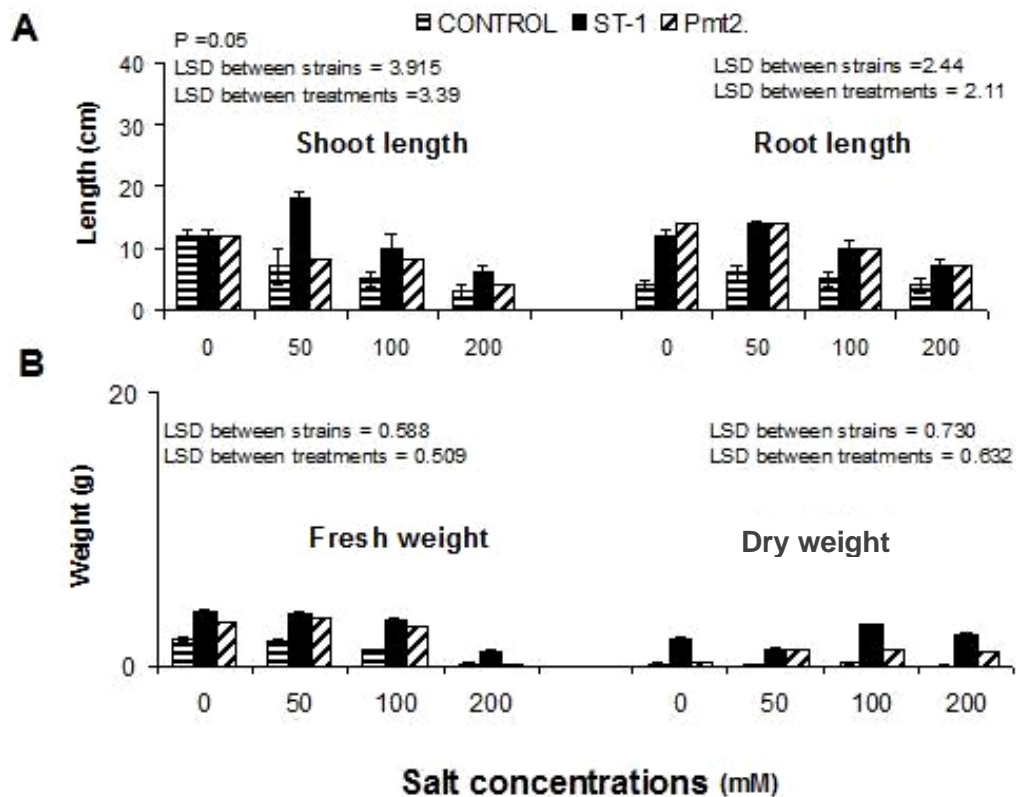 A
CONTROL ST-1 Pmt2.
P =0.05
LSD between strains = 3.915
LSD between treatments =3.39
LSD between strains =2.44
LSD between treatments = 2.11
Shoot length
Root length
Length (cm)
40
30
20
10
0
0 50 100 200 0 50 100 200
B
20
LSD between strains = 0.588
LSD between treatments = 0.509
LSD between strains = 0.730
LSD between treatments = 0.632
Fresh weight
Dry weight
Weight (g)
0
0 50 100 200 0 50 100 200
Salt concentrations (mM)